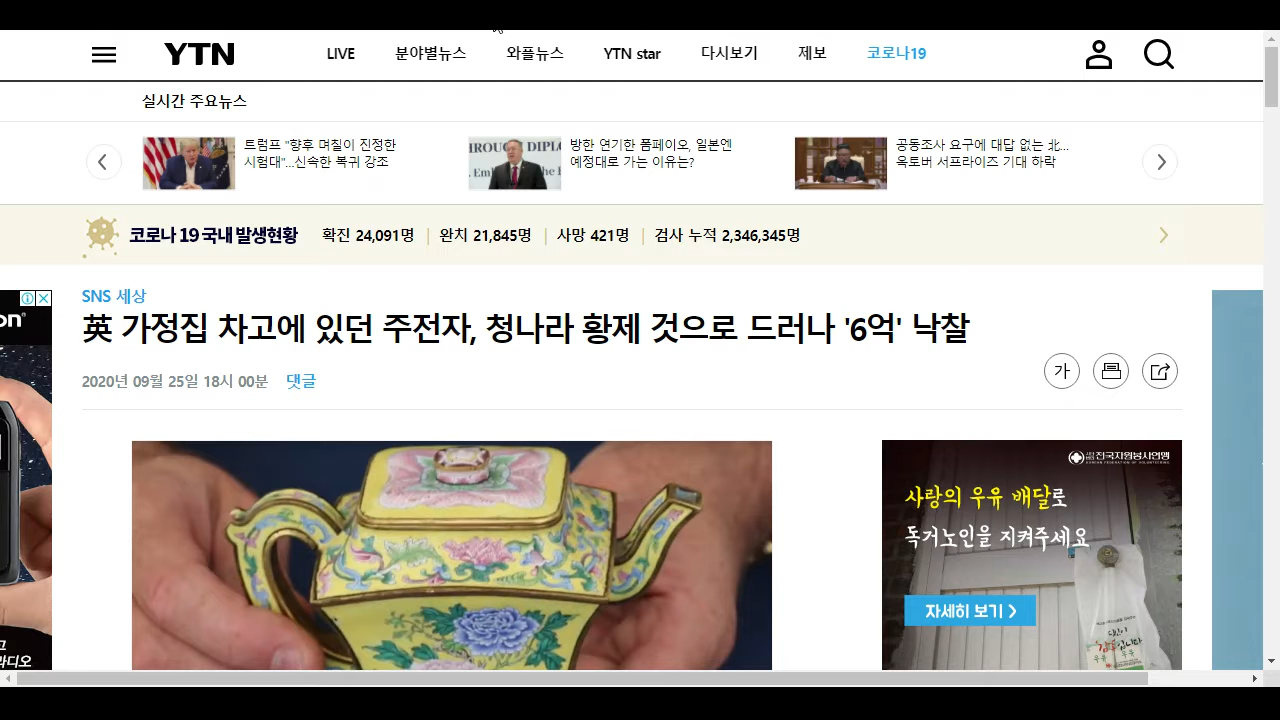 YTN
LIVE 분야별뉴스 와플뉴스 YTN star 다시보기 제보 코로나19
실시간 주요뉴스
트럼프 "향후 며칠이 진정한
시험대"...신속한 복귀 강조
방한 연기한 폼페이오, 일본엔
예정대로 가는 이유는?
공동조사 요구에 대답 없는 北...
옥토버 서프라이즈 기대 하락
코로나 19 국내 발생현황 확진 24,091명 완치 21,845명 사망 421명 검사 누적 2,346,345명
SNS 세상
英 가정집 차고에 있던 주전자, 청나라 황제 것으로 드러나 '6억' 낙찰
2020년 09월 25일 18시 00분 댓글
가
on
고
라디오
전국자원봉사연맹
사랑의 우유 배달로
독거노인을 지켜주세요
자세히 보기